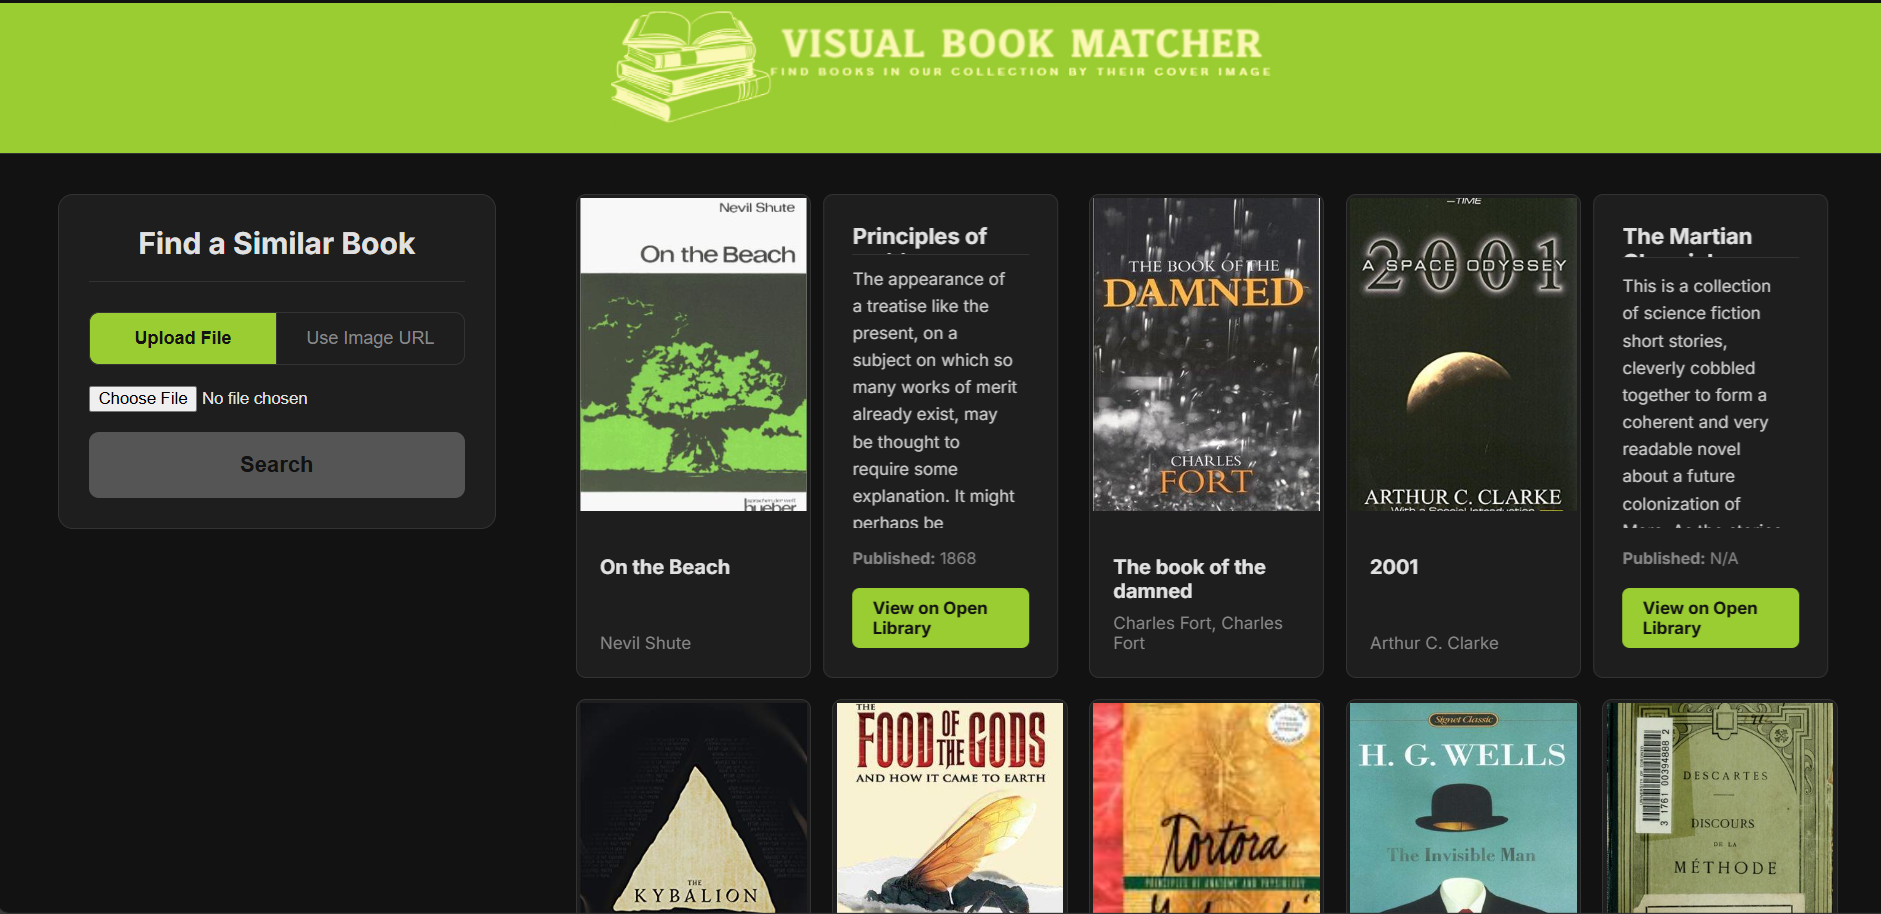 VISUAL BOOK MATCHER
FIND BOOKS IN OUR COLLECTION BY THEIR COVER IMAGE
Find a Similar Book
Upload File
Use Image URL
Choose File No file chosen
Search
Nevil Shute
On the Beach
hueber
On the Beach
Nevil Shute
Principles of
The appearance of
a treatise like the
present, on a
subject on which so
many works of merit
already exist, may
be thought to
require some
explanation. It might
perhaps be
Published: 1868
View on Open
Library
THE BOOK OF THE
DAMNED
CHARLES
FORT
The book of the
damned
Charles Fort, Charles
Fort
—TIME
2001
A SPACE ODYSSEY
ARTHUR C. CLARKE
With a Special Introduction
2001
Arthur C. Clarke
The Martian
This is a collection
of science fiction
short stories,
cleverly cobbled
together to form a
coherent and very
readable novel
about a future
colonization of
Mars. As the stories
Published: N/A
View on Open
Library
THE
KYBALION
THE
FOOD OF THE GODS
AND HOW IT CAME TO EARTH
Tortora
PRINCIPLES OF ANATOMY AND PHYSIOLOGY
Signet Classic
H. G. WELLS
The Invisible Man
3 1761 00394888 2
DESCARTES
DISCOURS
DE LA
MÉTHODE